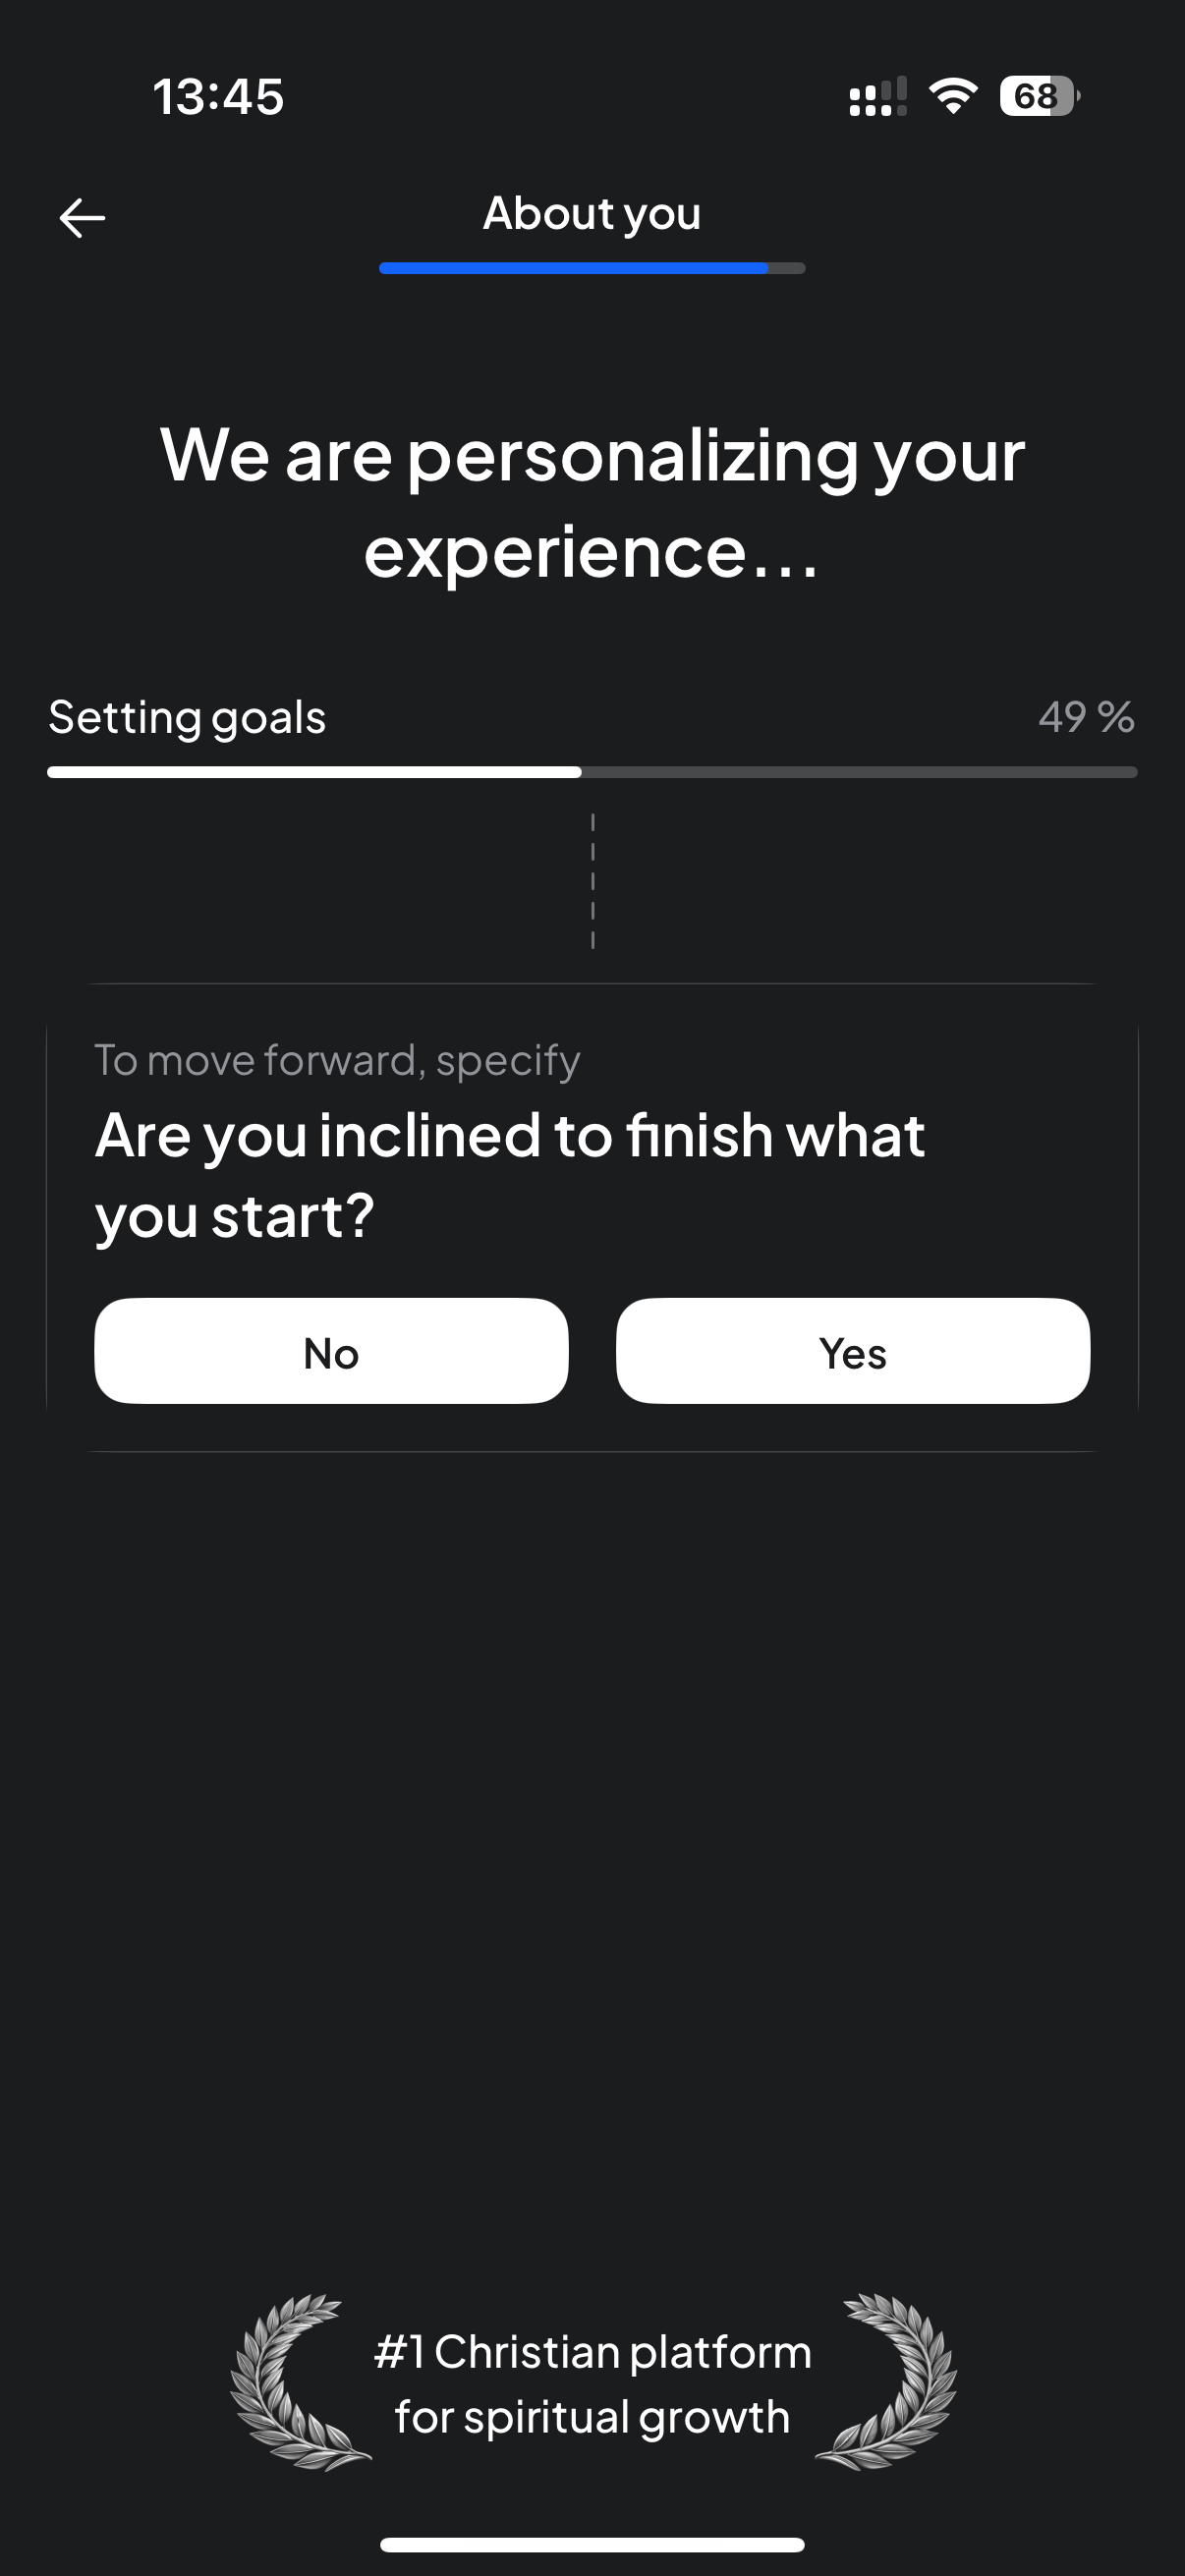 13:45
68
About you
We are personalizing your
experience...
Setting goals
49 %
To move forward, specify
Are you inclined to finish what
you start?
No
Yes
#1 Christian platform
for spiritual growth